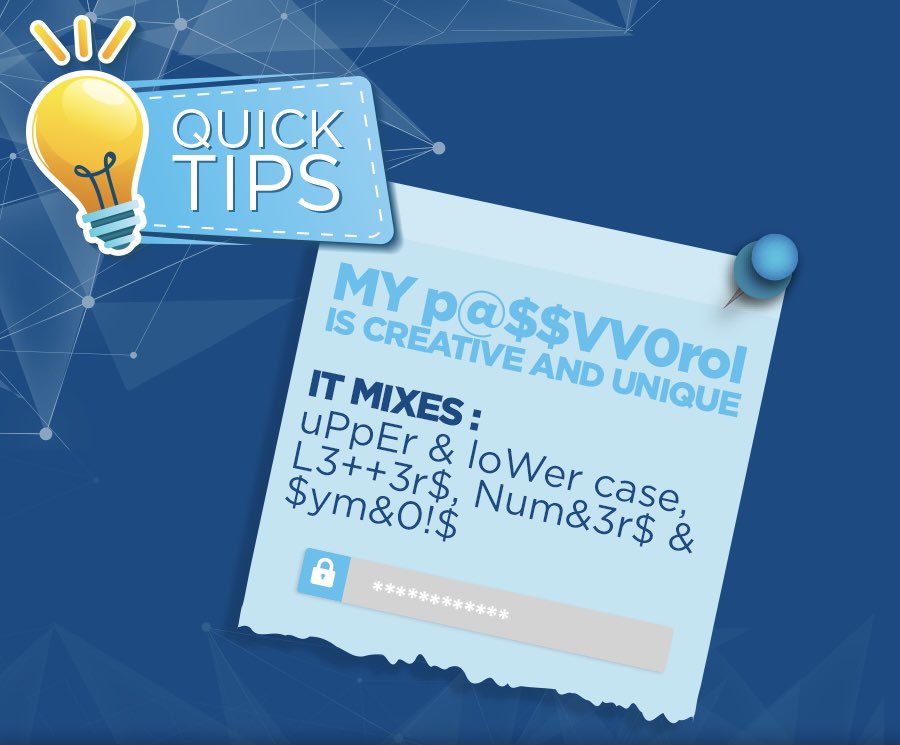 QUICK
TIPS
MY p@$$VV0rol
IS CREATIVE AND UNIQUE
IT MIXES :
uPpEr & loWer case,
L3++3r$, Num&3r$ &
$ym&0!$
************